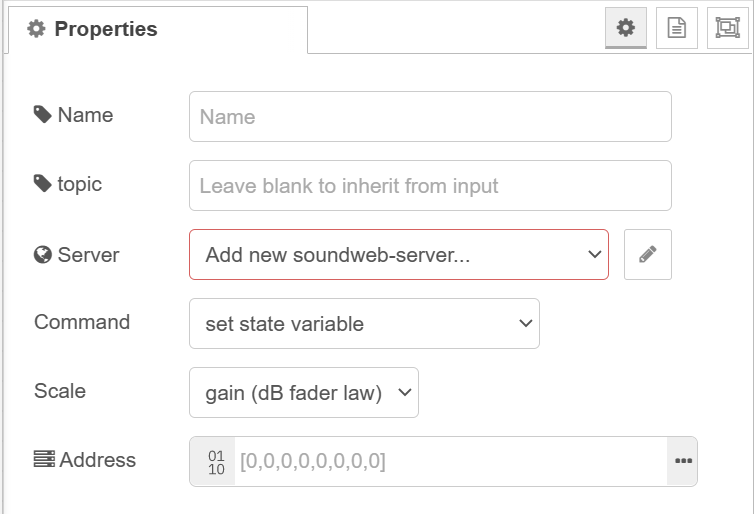 Properties
Name
Name
topic
Leave blank to inherit from input
Server
Add new soundweb-server...
Command
set state variable
Scale
gain (dB fader law)
Address
01
10
[0,0,0,0,0,0,0,0]